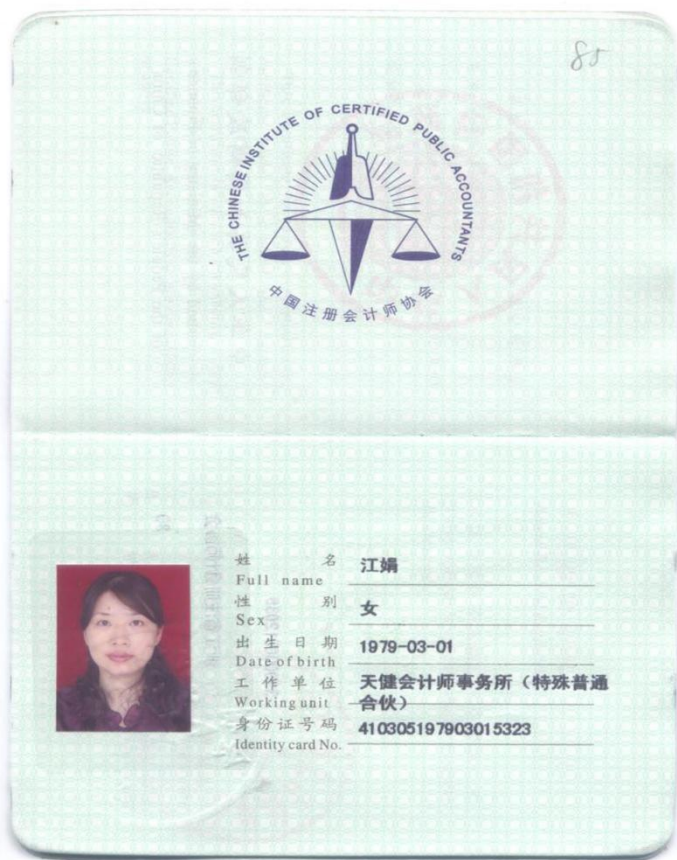 85
THE CHINESE INSTITUTE OF CERTIFIED PUBLIC ACCOUNTANTS
中国注册会计师协会
姓 名 江娟
Full name
性 别 女
Sex
出生日期 1979-03-01
Date of birth
工作单位 天健会计师事务所（特殊普通
Working unit 合伙）
身份证号码 410305197903015323
Identity card No.